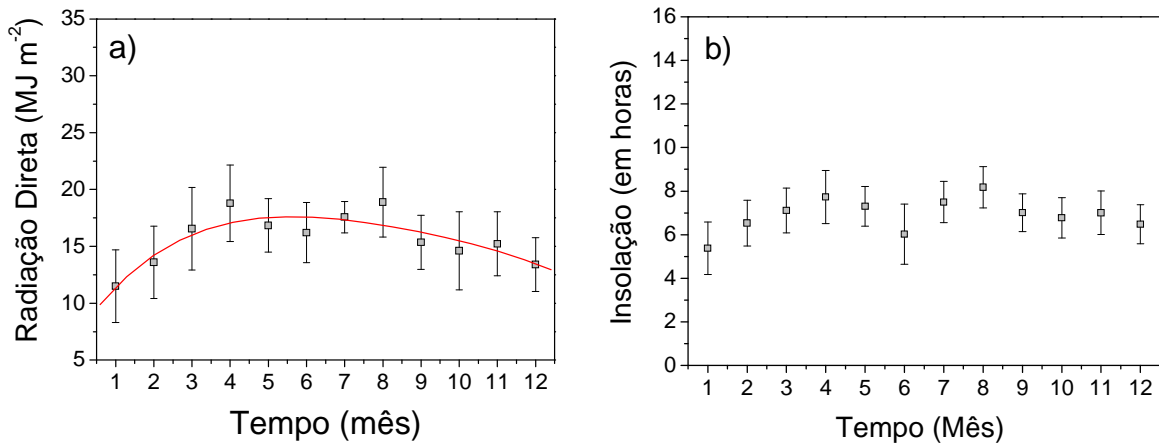 a)
Radiação Direta (MJ m⁻²)
35
30
25
20
15
10
5
1 2 3 4 5 6 7 8 9 10 11 12
Tempo (mês)
b)
Insolação (em horas)
16
14
12
10
8
6
4
2
0
1 2 3 4 5 6 7 8 9 10 11 12
Tempo (Mês)